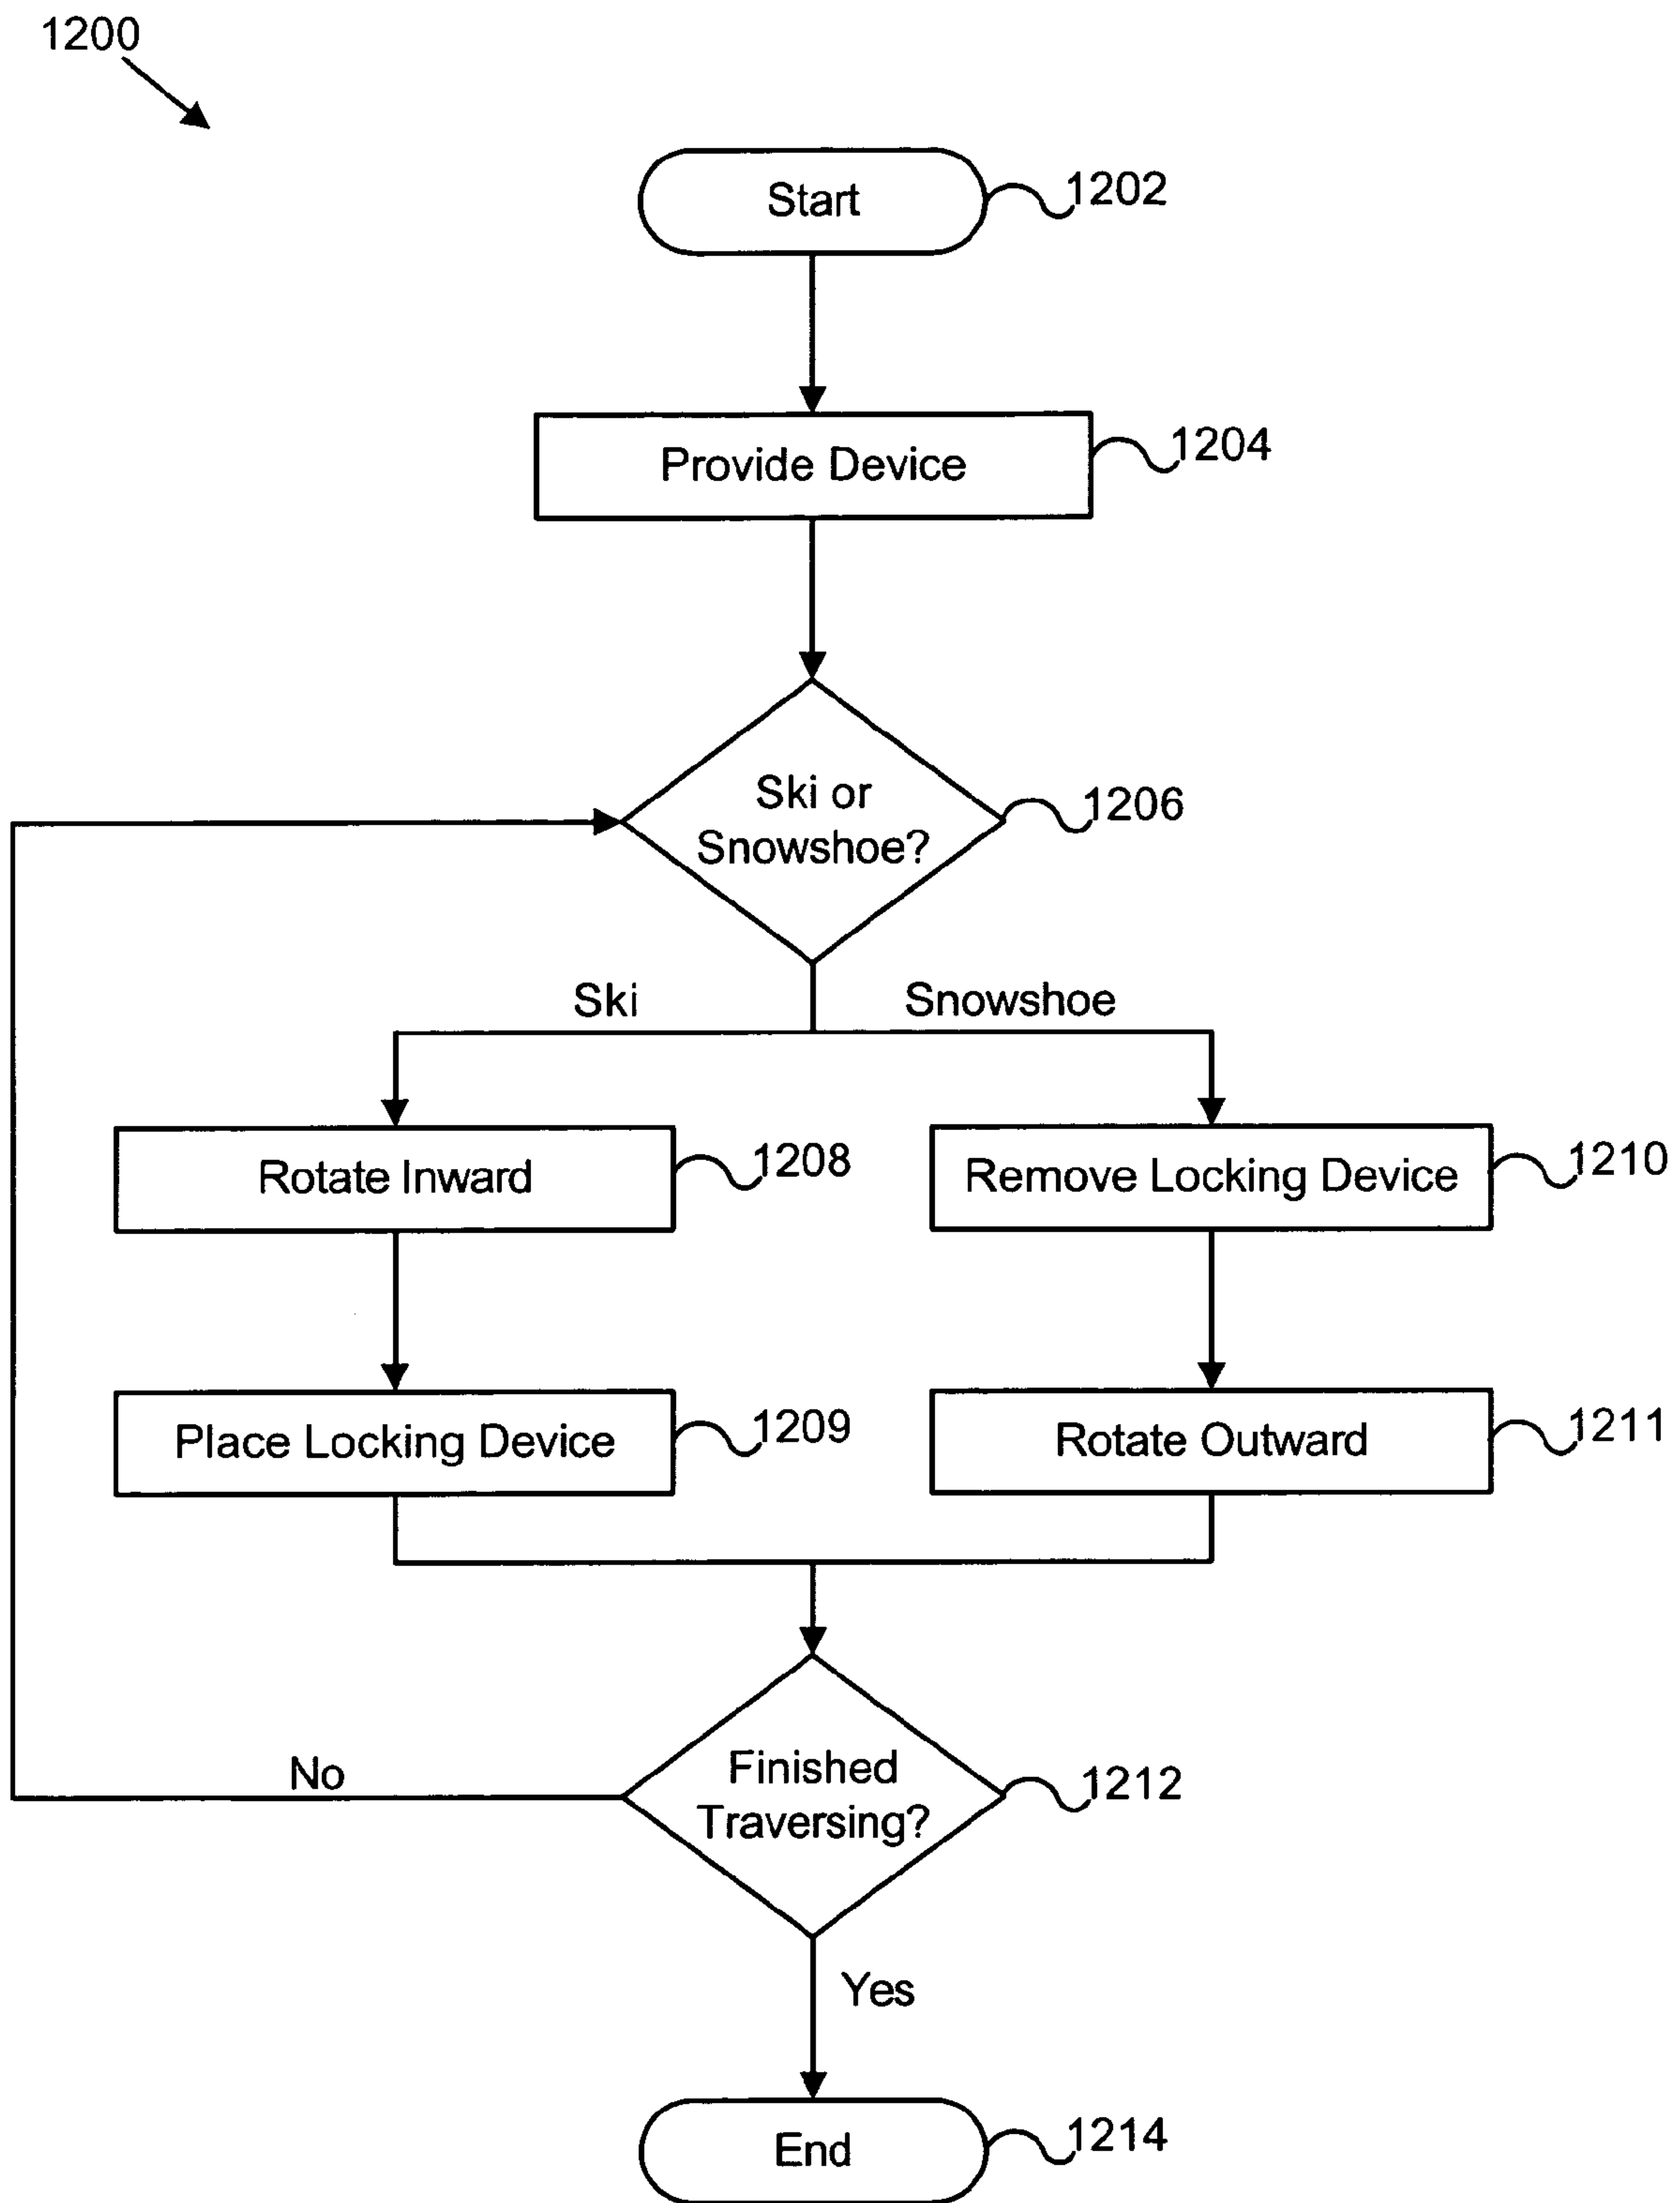 1200
Start
1202
Provide Device
1204
Ski or
Snowshoe?
1206
Ski
Snowshoe
Rotate Inward
1208
Remove Locking Device
1210
Place Locking Device
1209
Rotate Outward
1211
Finished
Traversing?
1212
No
Yes
End
1214